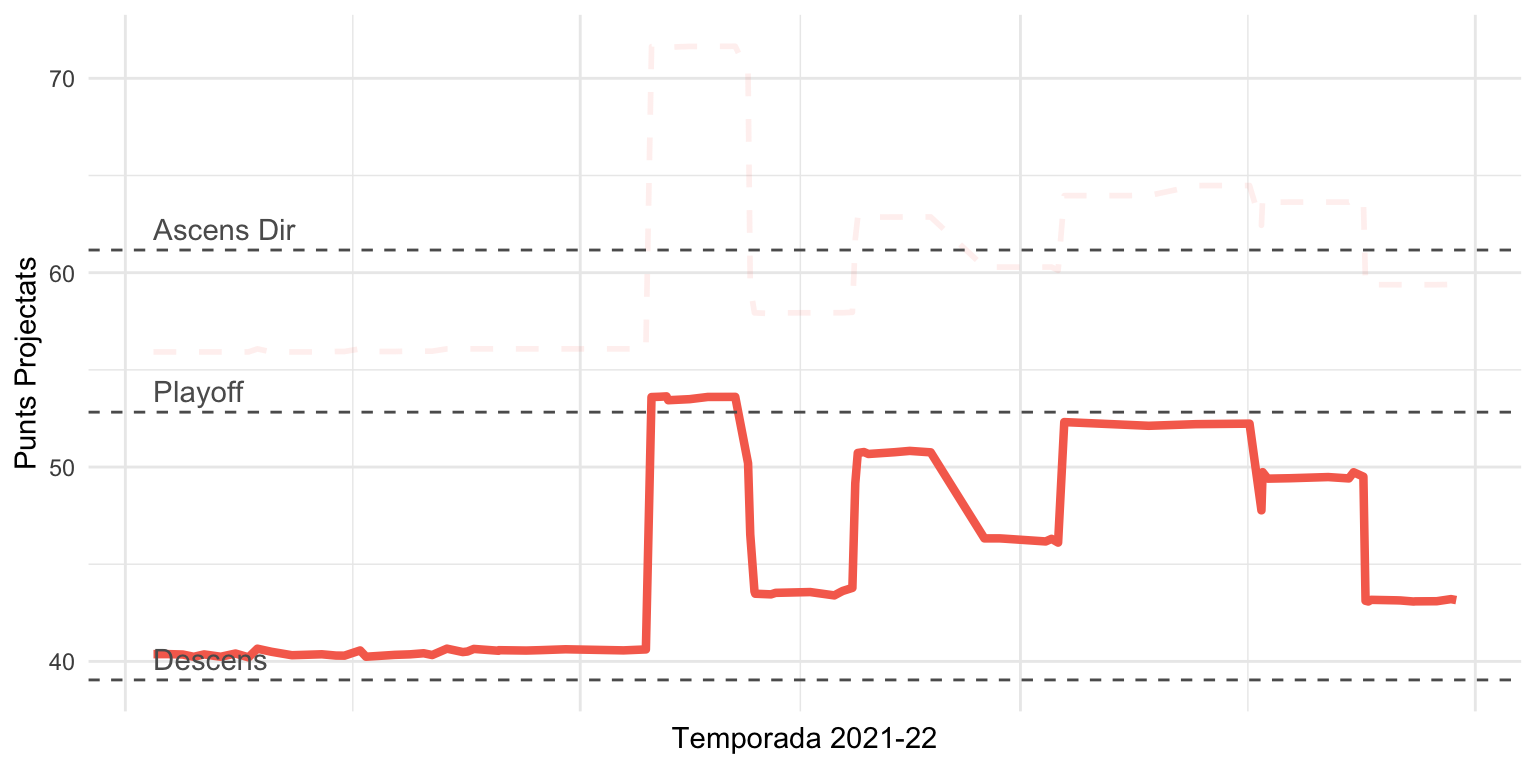 70
Ascens Dir
60
Playoff
50
Descens
40
Punts Projectats
Temporada 2021-22